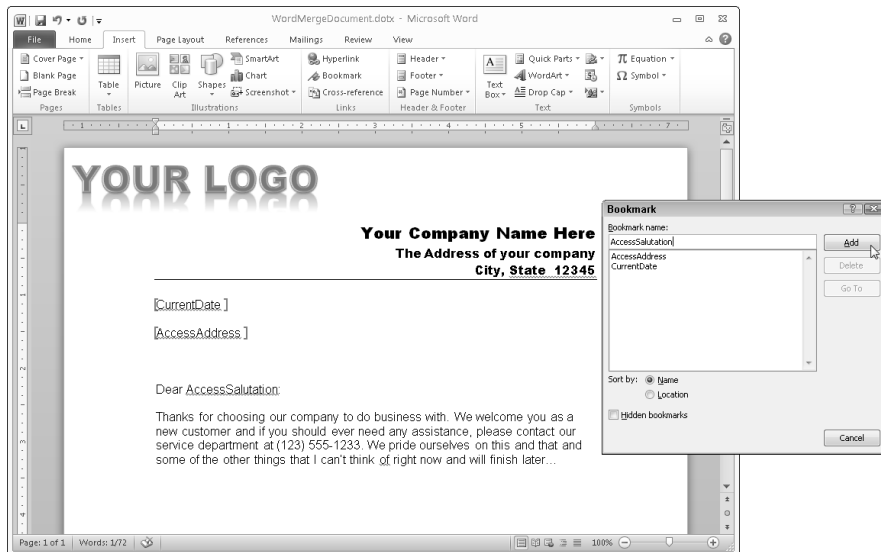 WordMergeDocument.dotx - Microsoft Word
File Home Insert Page Layout References Mailings Review View
Cover Page
Blank Page
Page Break
Pages
Table
Tables
Picture
Clip Art
Shapes
SmartArt
Chart
Screenshot
Illustrations
Hyperlink
Bookmark
Cross-reference
Links
Header
Footer
Page Number
Header & Footer
Text Box
Quick Parts
WordArt
Drop Cap
Text
π Equation
Ω Symbol
Symbols
1 1 2 3 4 5 7
YOUR LOGO
Your Company Name Here
The Address of your company
City, State 12345
[CurrentDate ]
[AccessAddress ]
Dear AccessSalutation:
Thanks for choosing our company to do business with. We welcome you as a
new customer and if you should ever need any assistance, please contact our
service department at (123) 555-1233. We pride ourselves on this and that and
some of the other things that I can't think of right now and will finish later...
Page: 1 of 1 Words: 1/72 100%
Bookmark
Bookmark name:
AccessSalutation
AccessAddress
CurrentDate
Add
Delete
Go To
Sort by: Name
Location
Hidden bookmarks
Cancel